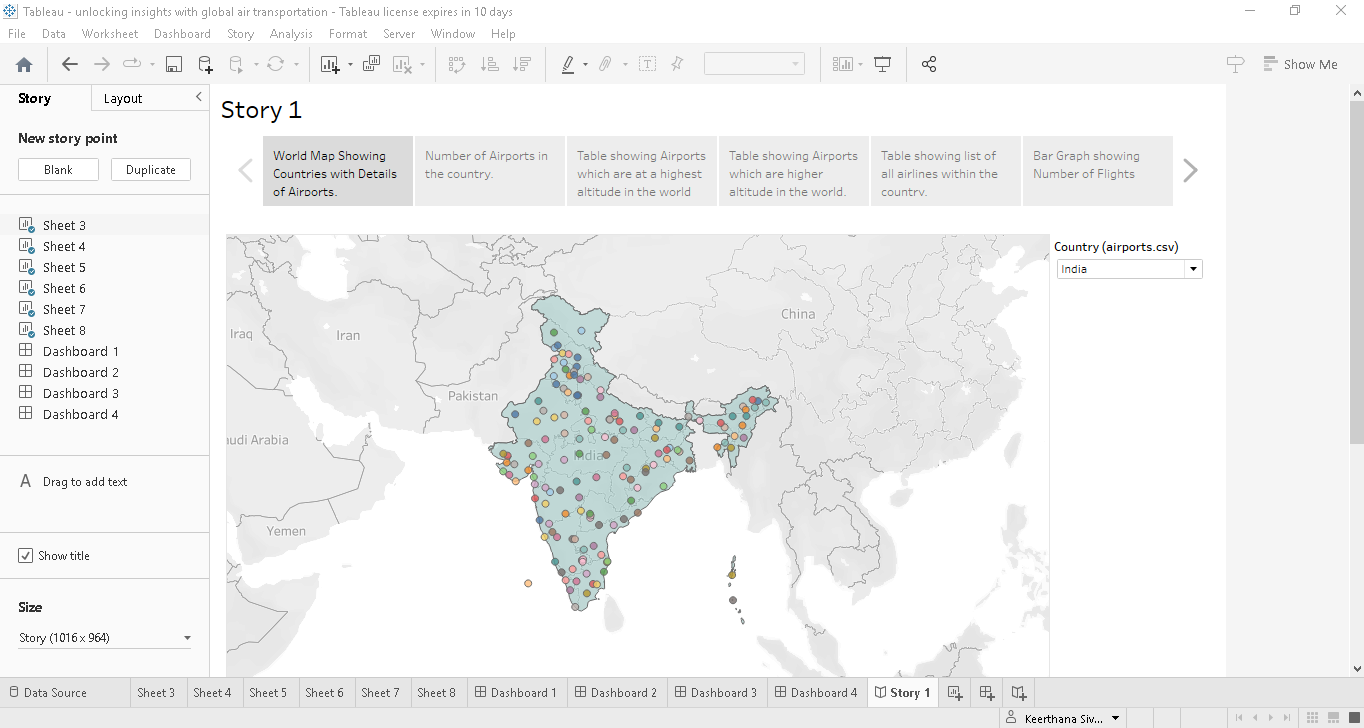 Tableau - unlocking insights with global air transportation - Tableau license expires in 10 days
File Data Worksheet Dashboard Story Analysis Format Server Window Help
Show Me
Story Layout
New story point
Blank Duplicate
Sheet 3
Sheet 4
Sheet 5
Sheet 6
Sheet 7
Sheet 8
Dashboard 1
Dashboard 2
Dashboard 3
Dashboard 4
A Drag to add text
Show title
Size
Story (1016 x 964)
Story 1
World Map Showing
Countries with Details
of Airports.
Number of Airports in
the country.
Table showing Airports
which are at a highest
altitude in the world
Table showing Airports
which are higher
altitude in the world.
Table showing list of
all airlines within the
country.
Bar Graph showing
Number of Flights
Country (airports.csv)
India
China
Iraq
Iran
Pakistan
udi Arabia
India
Yemen
Data Source Sheet 3 Sheet 4 Sheet 5 Sheet 6 Sheet 7 Sheet 8 Dashboard 1 Dashboard 2 Dashboard 3 Dashboard 4 Story 1
Keerthana Siv...